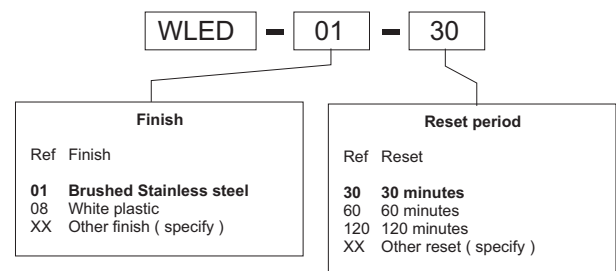 WLED - 01 - 30
Finish
Ref Finish
01 Brushed Stainless steel
08 White plastic
XX Other finish ( specify )
Reset period
Ref Reset
30 30 minutes
60 60 minutes
120 120 minutes
XX Other reset ( specify )